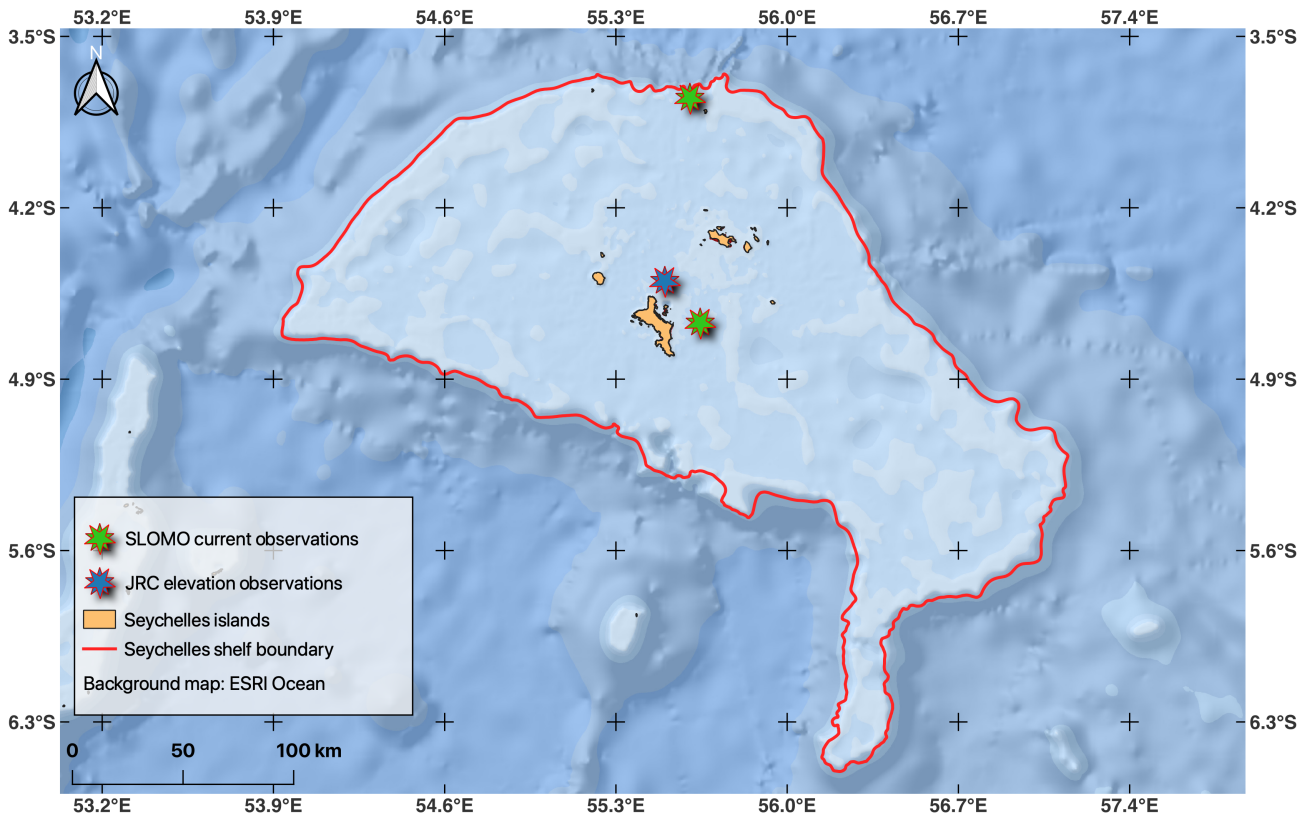 53.2°E 53.9°E 54.6°E 55.3°E 56.0°E 56.7°E 57.4°E
3.5°S 3.5°S
N
4.2°S 4.2°S
4.9°S 4.9°S
SLOMO current observations
5.6°S 5.6°S
JRC elevation observations
Seychelles islands
Seychelles shelf boundary
Background map: ESRI Ocean
6.3°S 6.3°S
0 50 100 km
53.2°E 53.9°E 54.6°E 55.3°E 56.0°E 56.7°E 57.4°E